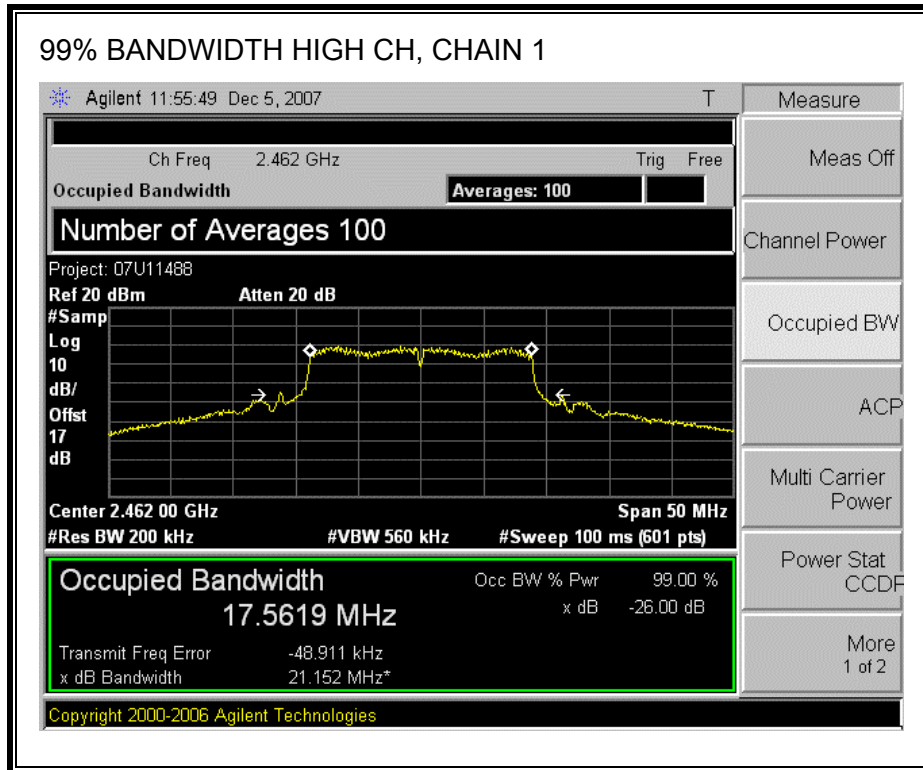 99% BANDWIDTH HIGH CH, CHAIN 1
Agilent 11:55:49 Dec 5, 2007 T
Measure
Ch Freq 2.462 GHz Trig Free
Occupied Bandwidth Averages: 100
Number of Averages 100
Project: 07U11488
Ref 20 dBm Atten 20 dB
#Samp
Log
10
dB/
Offst
17
dB
Center 2.462 00 GHz Span 50 MHz
#Res BW 200 kHz #VBW 560 kHz #Sweep 100 ms (601 pts)
Occupied Bandwidth Occ BW % Pwr 99.00 %
17.5619 MHz x dB -26.00 dB
Transmit Freq Error -48.911 kHz
x dB Bandwidth 21.152 MHz*
Copyright 2000-2006 Agilent Technologies
Meas Off
Channel Power
Occupied BW
ACP
Multi Carrier
Power
Power Stat
CCDF
More
1 of 2